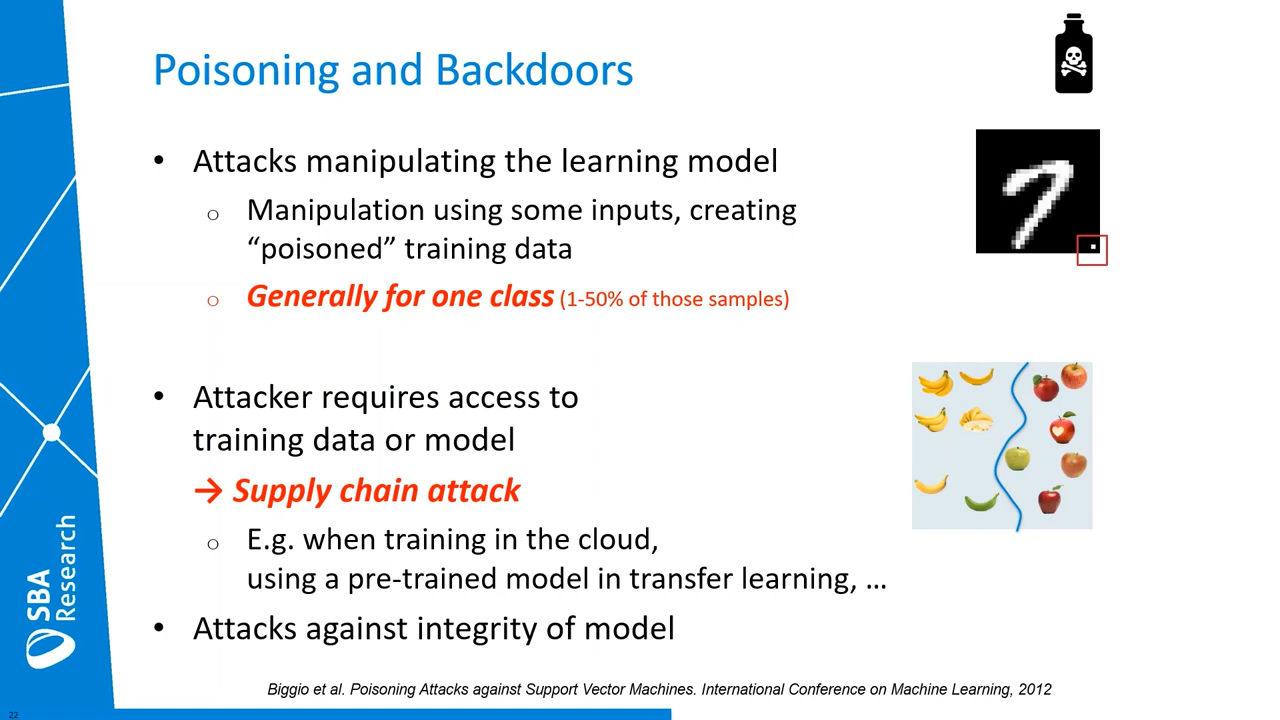 Poisoning and Backdoors
• Attacks manipulating the learning model
○ Manipulation using some inputs, creating
“poisoned” training data
○ Generally for one class (1-50% of those samples)
• Attacker requires access to
training data or model
→ Supply chain attack
○ E.g. when training in the cloud,
using a pre-trained model in transfer learning, …
• Attacks against integrity of model
Biggio et al. Poisoning Attacks against Support Vector Machines. International Conference on Machine Learning, 2012
SBA
Research
22